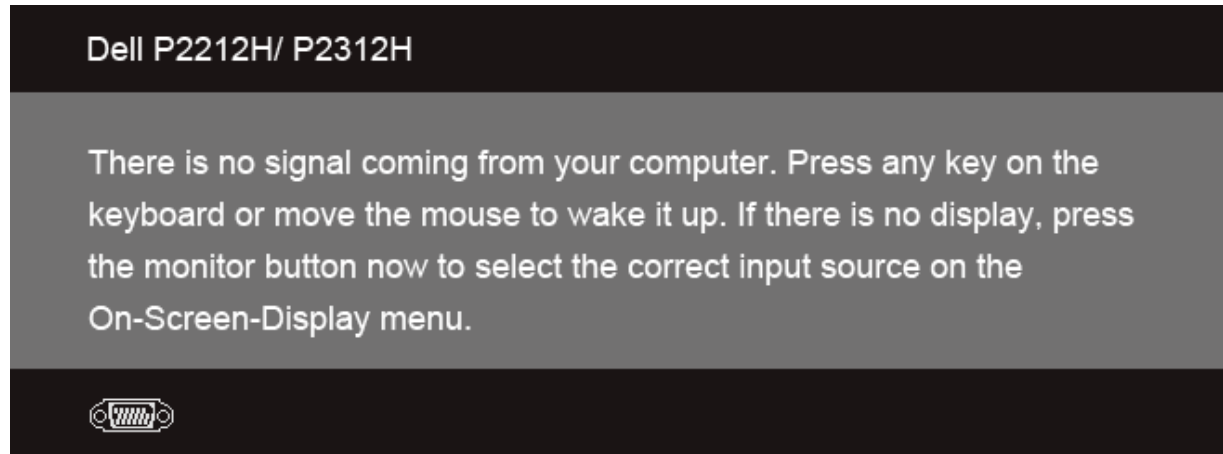 Dell P2212H/ P2312H
There is no signal coming from your computer. Press any key on the
keyboard or move the mouse to wake it up. If there is no display, press
the monitor button now to select the correct input source on the
On-Screen-Display menu.